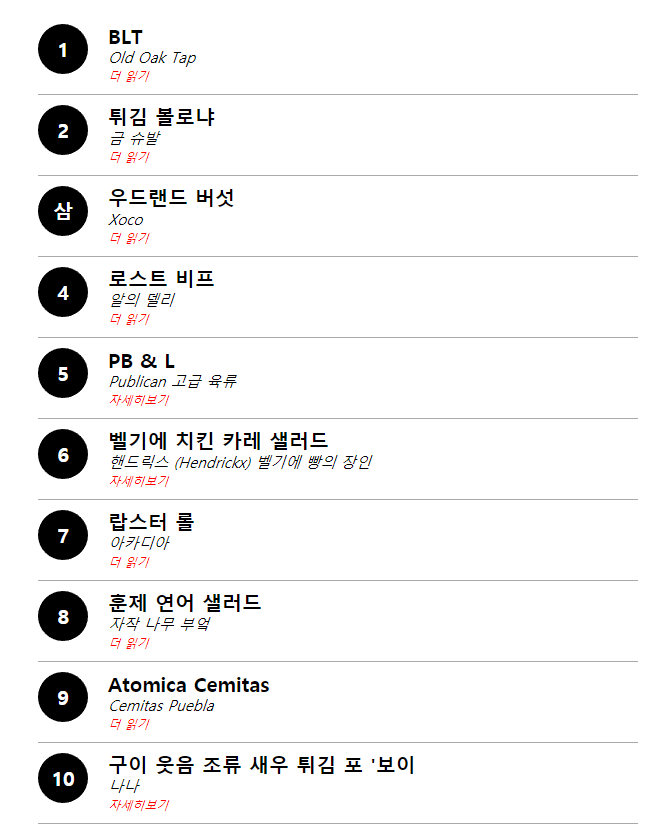 1
BLT
Old Oak Tap
더 읽기
2
튀김 볼로냐
금 슈발
더 읽기
삼
우드랜드 버섯
Xoco
더 읽기
4
로스트 비프
알의 델리
더 읽기
5
PB & L
Publican 고급 육류
자세히보기
6
벨기에 치킨 카레 샐러드
핸드릭스 (Hendrickx) 벨기에 빵의 장인
자세히보기
7
랍스터 롤
아카디아
더 읽기
8
훈제 연어 샐러드
자작 나무 부엌
더 읽기
9
Atomica Cemitas
Cemitas Puebla
더 읽기
10
구이 웃음 조류 새우 튀김 포 '보이
나나
자세히보기